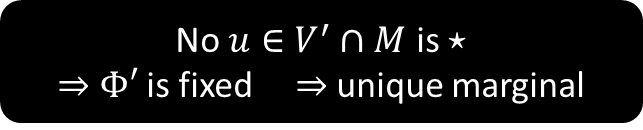 No 𝑢 ∈ 𝑉′ ∩ 𝑀 is ⋆
⇒ Φ′ is fixed ⇒ unique marginal